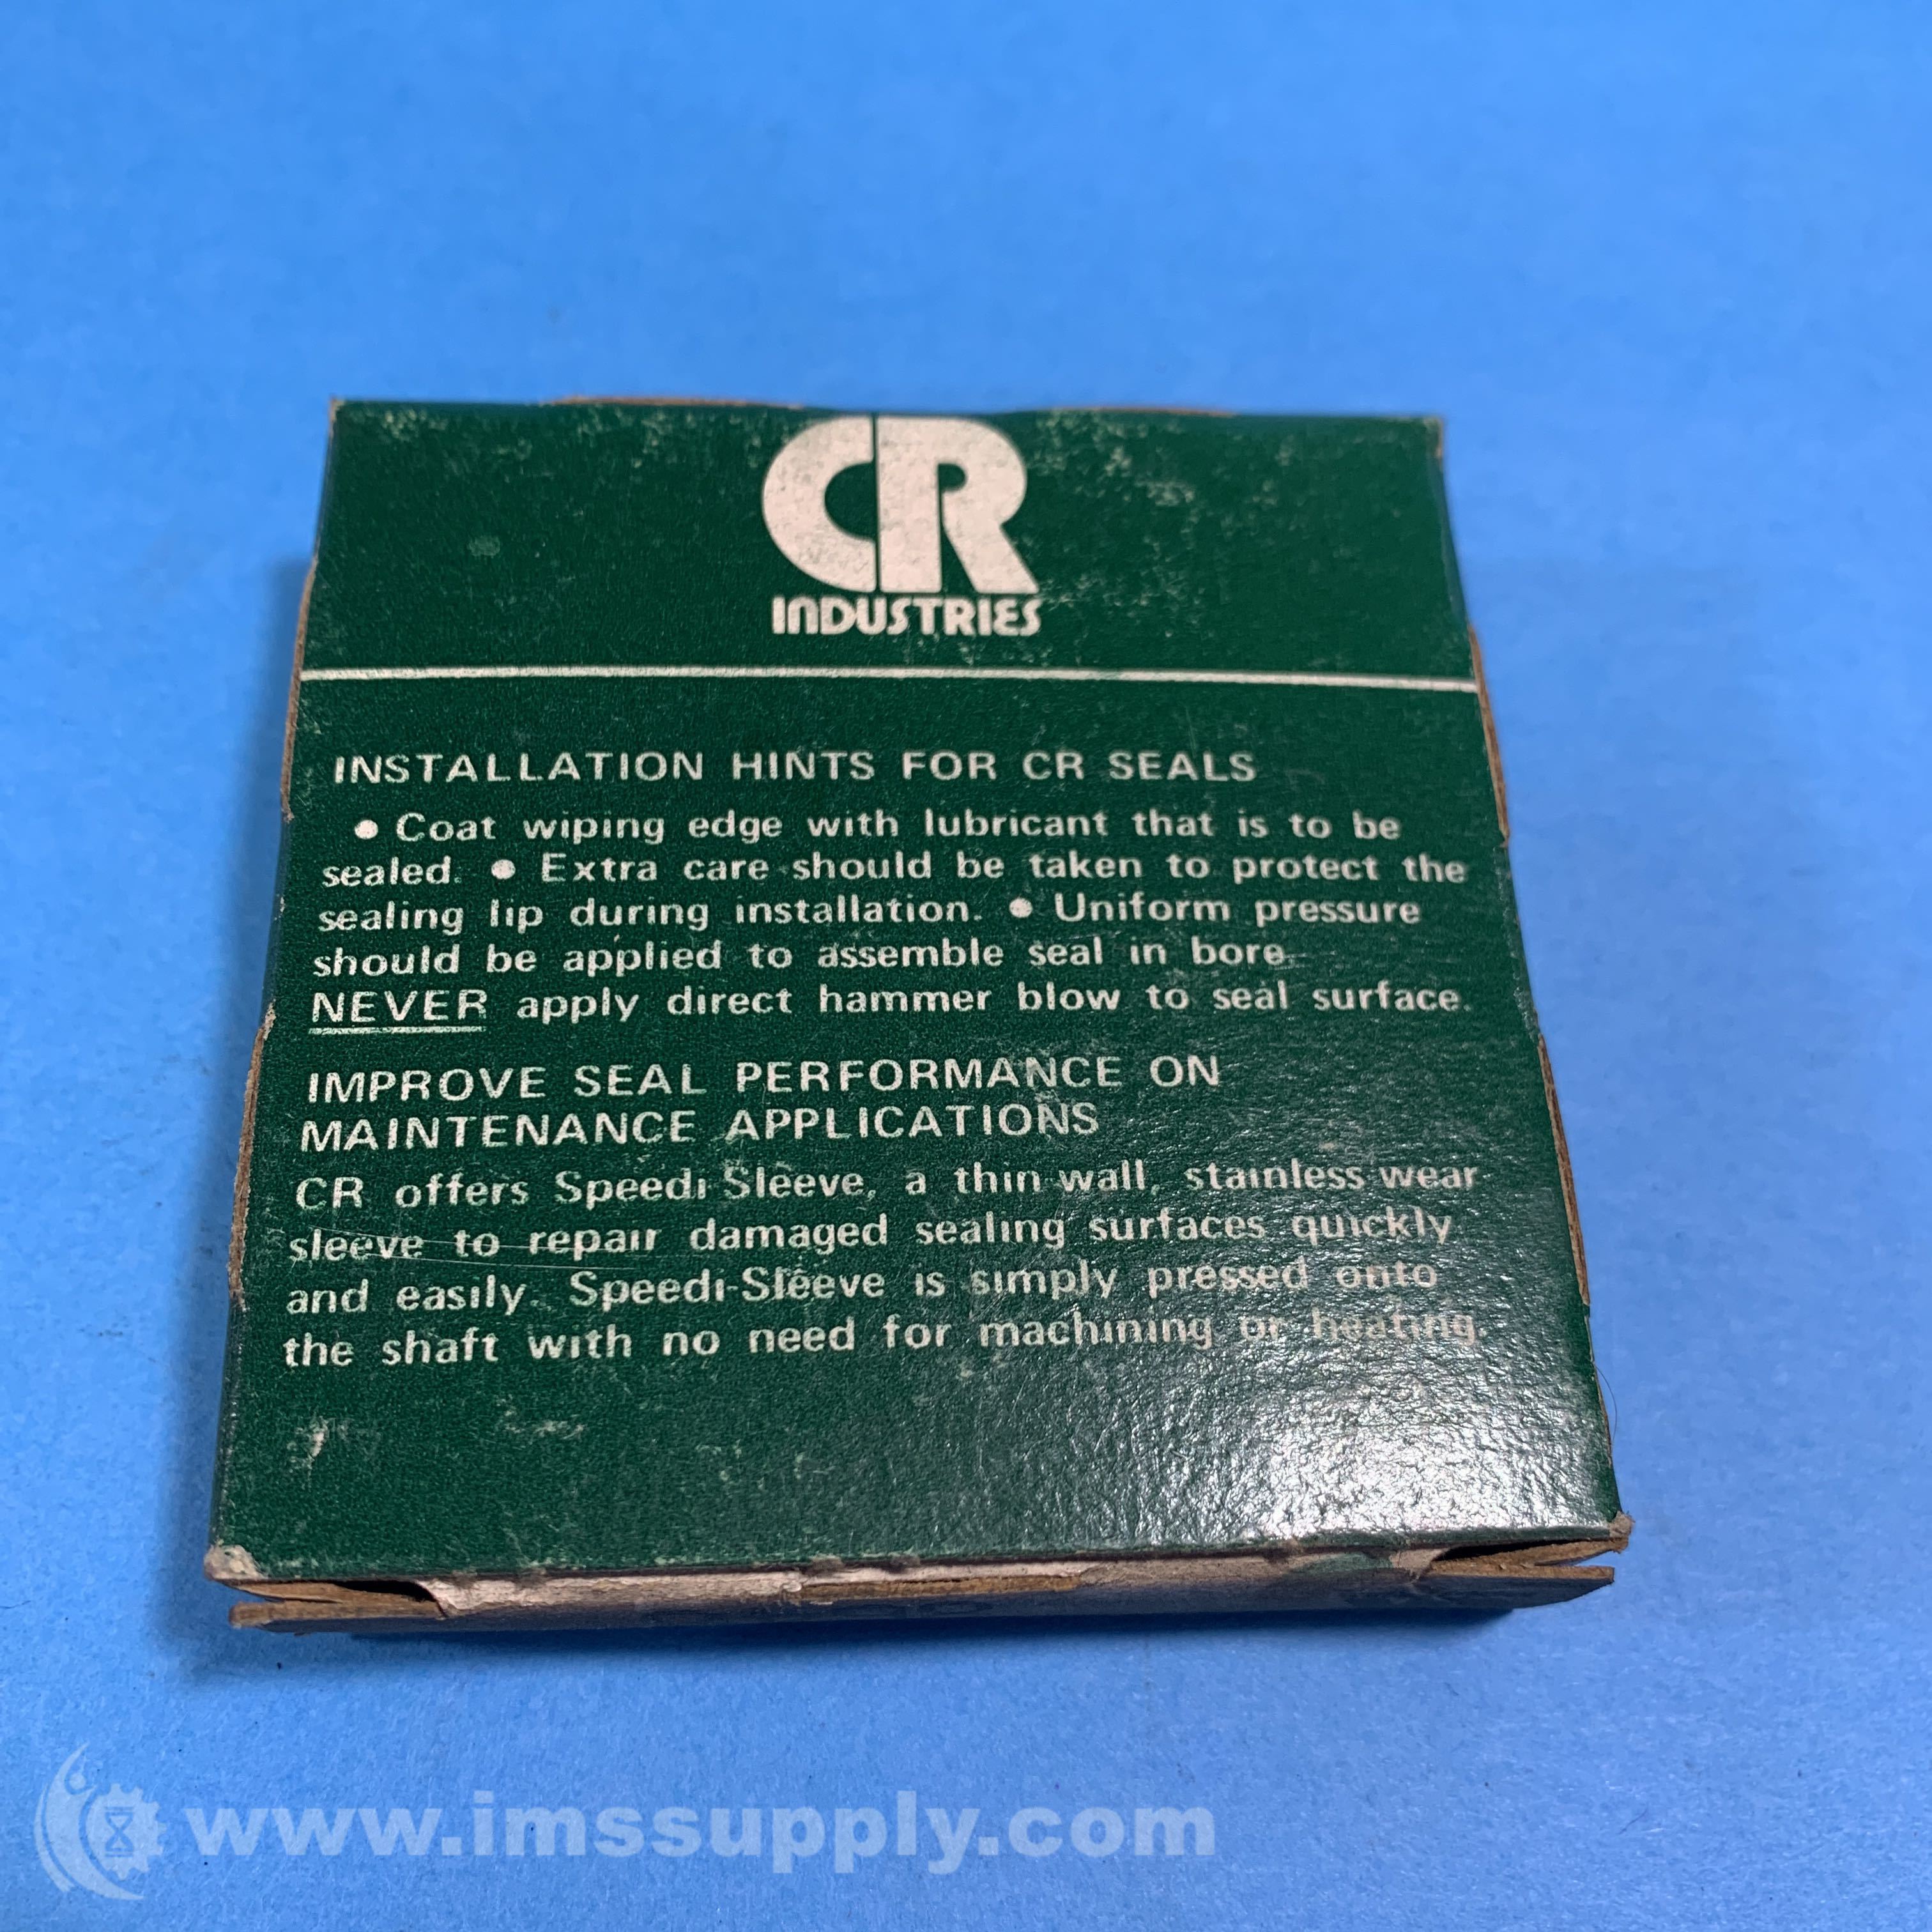 CR
INDUSTRIES
INSTALLATION HINTS FOR CR SEALS
• Coat wiping edge with lubricant that is to be
sealed. • Extra care should be taken to protect the
sealing lip during installation. • Uniform pressure
should be applied to assemble seal in bore.
NEVER apply direct hammer blow to seal surface.
IMPROVE SEAL PERFORMANCE ON
MAINTENANCE APPLICATIONS
CR offers Speedi-Sleeve, a thin-wall, stainless wear
sleeve to repair damaged sealing surfaces quickly
and easily. Speedi-Sleeve is simply pressed onto
the shaft with no need for machining or heating.
www.imssupply.com